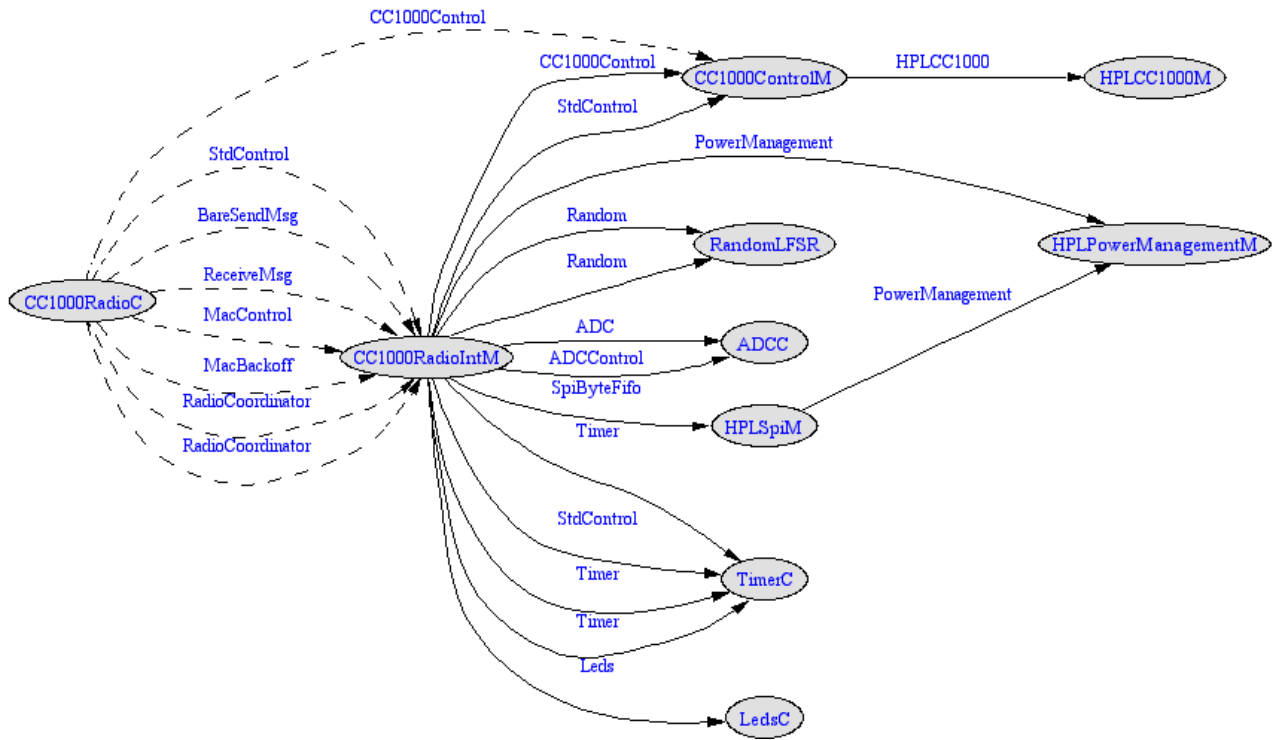 CC1000Control
CC1000Control
HPLCC1000
CC1000ControlM
HPLCC1000M
StdControl
PowerManagement
StdControl
BareSendMsg
Random
RandomLFSR
HPLPowerManagementM
Random
ReceiveMsg
CC1000RadioC
PowerManagement
MacControl
ADC
ADCC
CC1000RadioIntM
ADCControl
MacBackoff
SpiByteFifo
RadioCoordinator
Timer
HPLSpiM
RadioCoordinator
StdControl
Timer
TimerC
Timer
Leds
LedsC